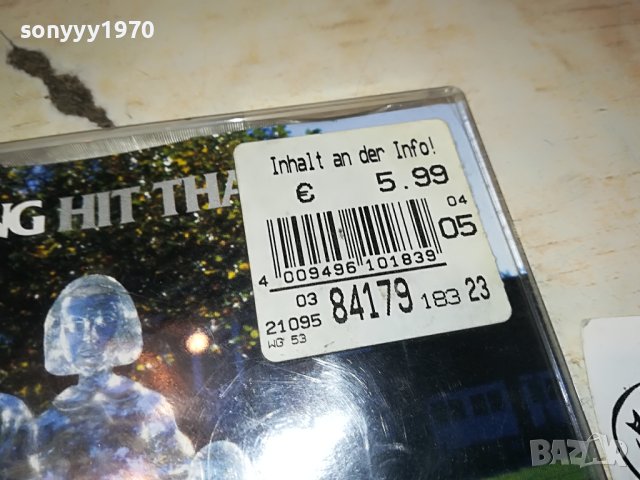 sonyyy1970
NG HIT THA
Inhalt an der Info!
€ 5.99
04
05
4 009496 101839
03 84179 183 23
21095
WG 53
BAZAR